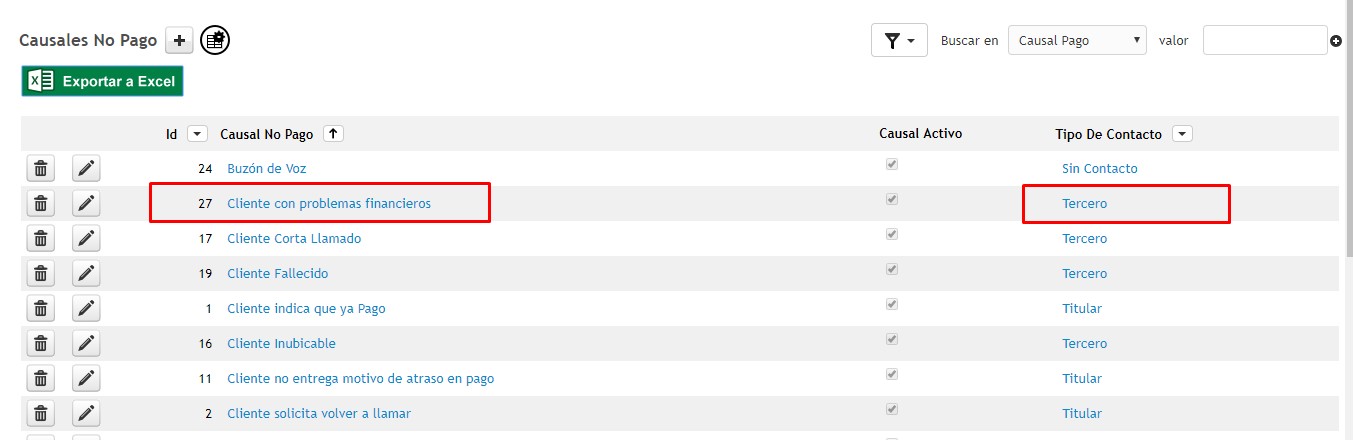 Causales No Pago + Buscar en Causal Pago valor
Exportar a Excel
Id Causal No Pago Causal Activo Tipo De Contacto
24 Buzón de Voz Sin Contacto
27 Cliente con problemas financieros Tercero
17 Cliente Corta Llamado Tercero
19 Cliente Fallecido Tercero
1 Cliente indica que ya Pago Titular
16 Cliente Inubicable Tercero
11 Cliente no entrega motivo de atraso en pago Titular
2 Cliente solicita volver a llamar Titular